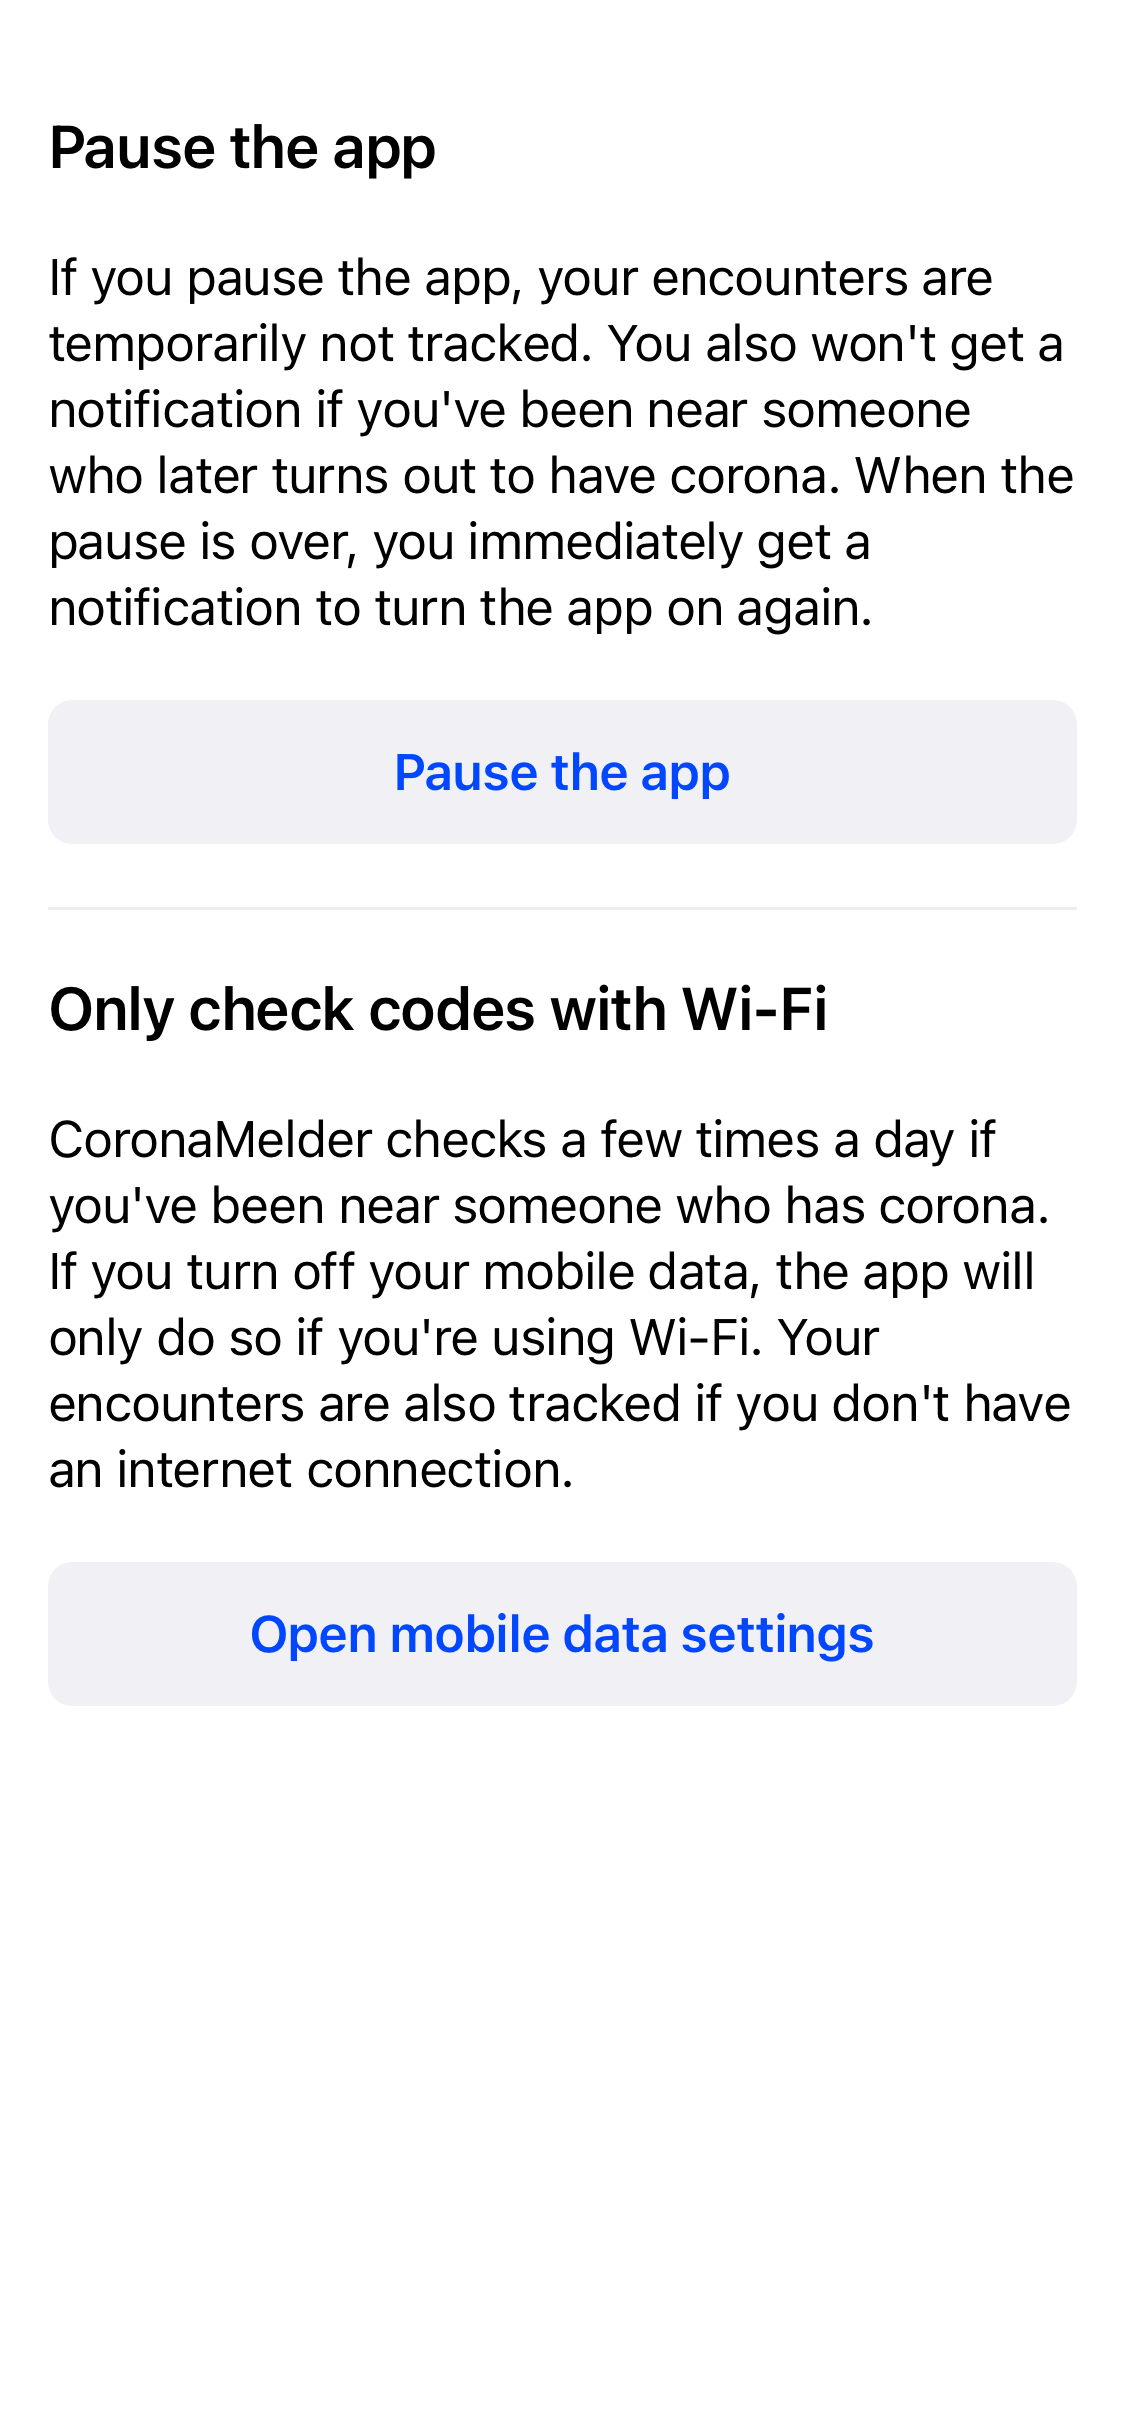 Pause the app
If you pause the app, your encounters are
temporarily not tracked. You also won't get a
notification if you've been near someone
who later turns out to have corona. When the
pause is over, you immediately get a
notification to turn the app on again.
Pause the app
Only check codes with Wi-Fi
CoronaMelder checks a few times a day if
you've been near someone who has corona.
If you turn off your mobile data, the app will
only do so if you're using Wi-Fi. Your
encounters are also tracked if you don't have
an internet connection.
Open mobile data settings